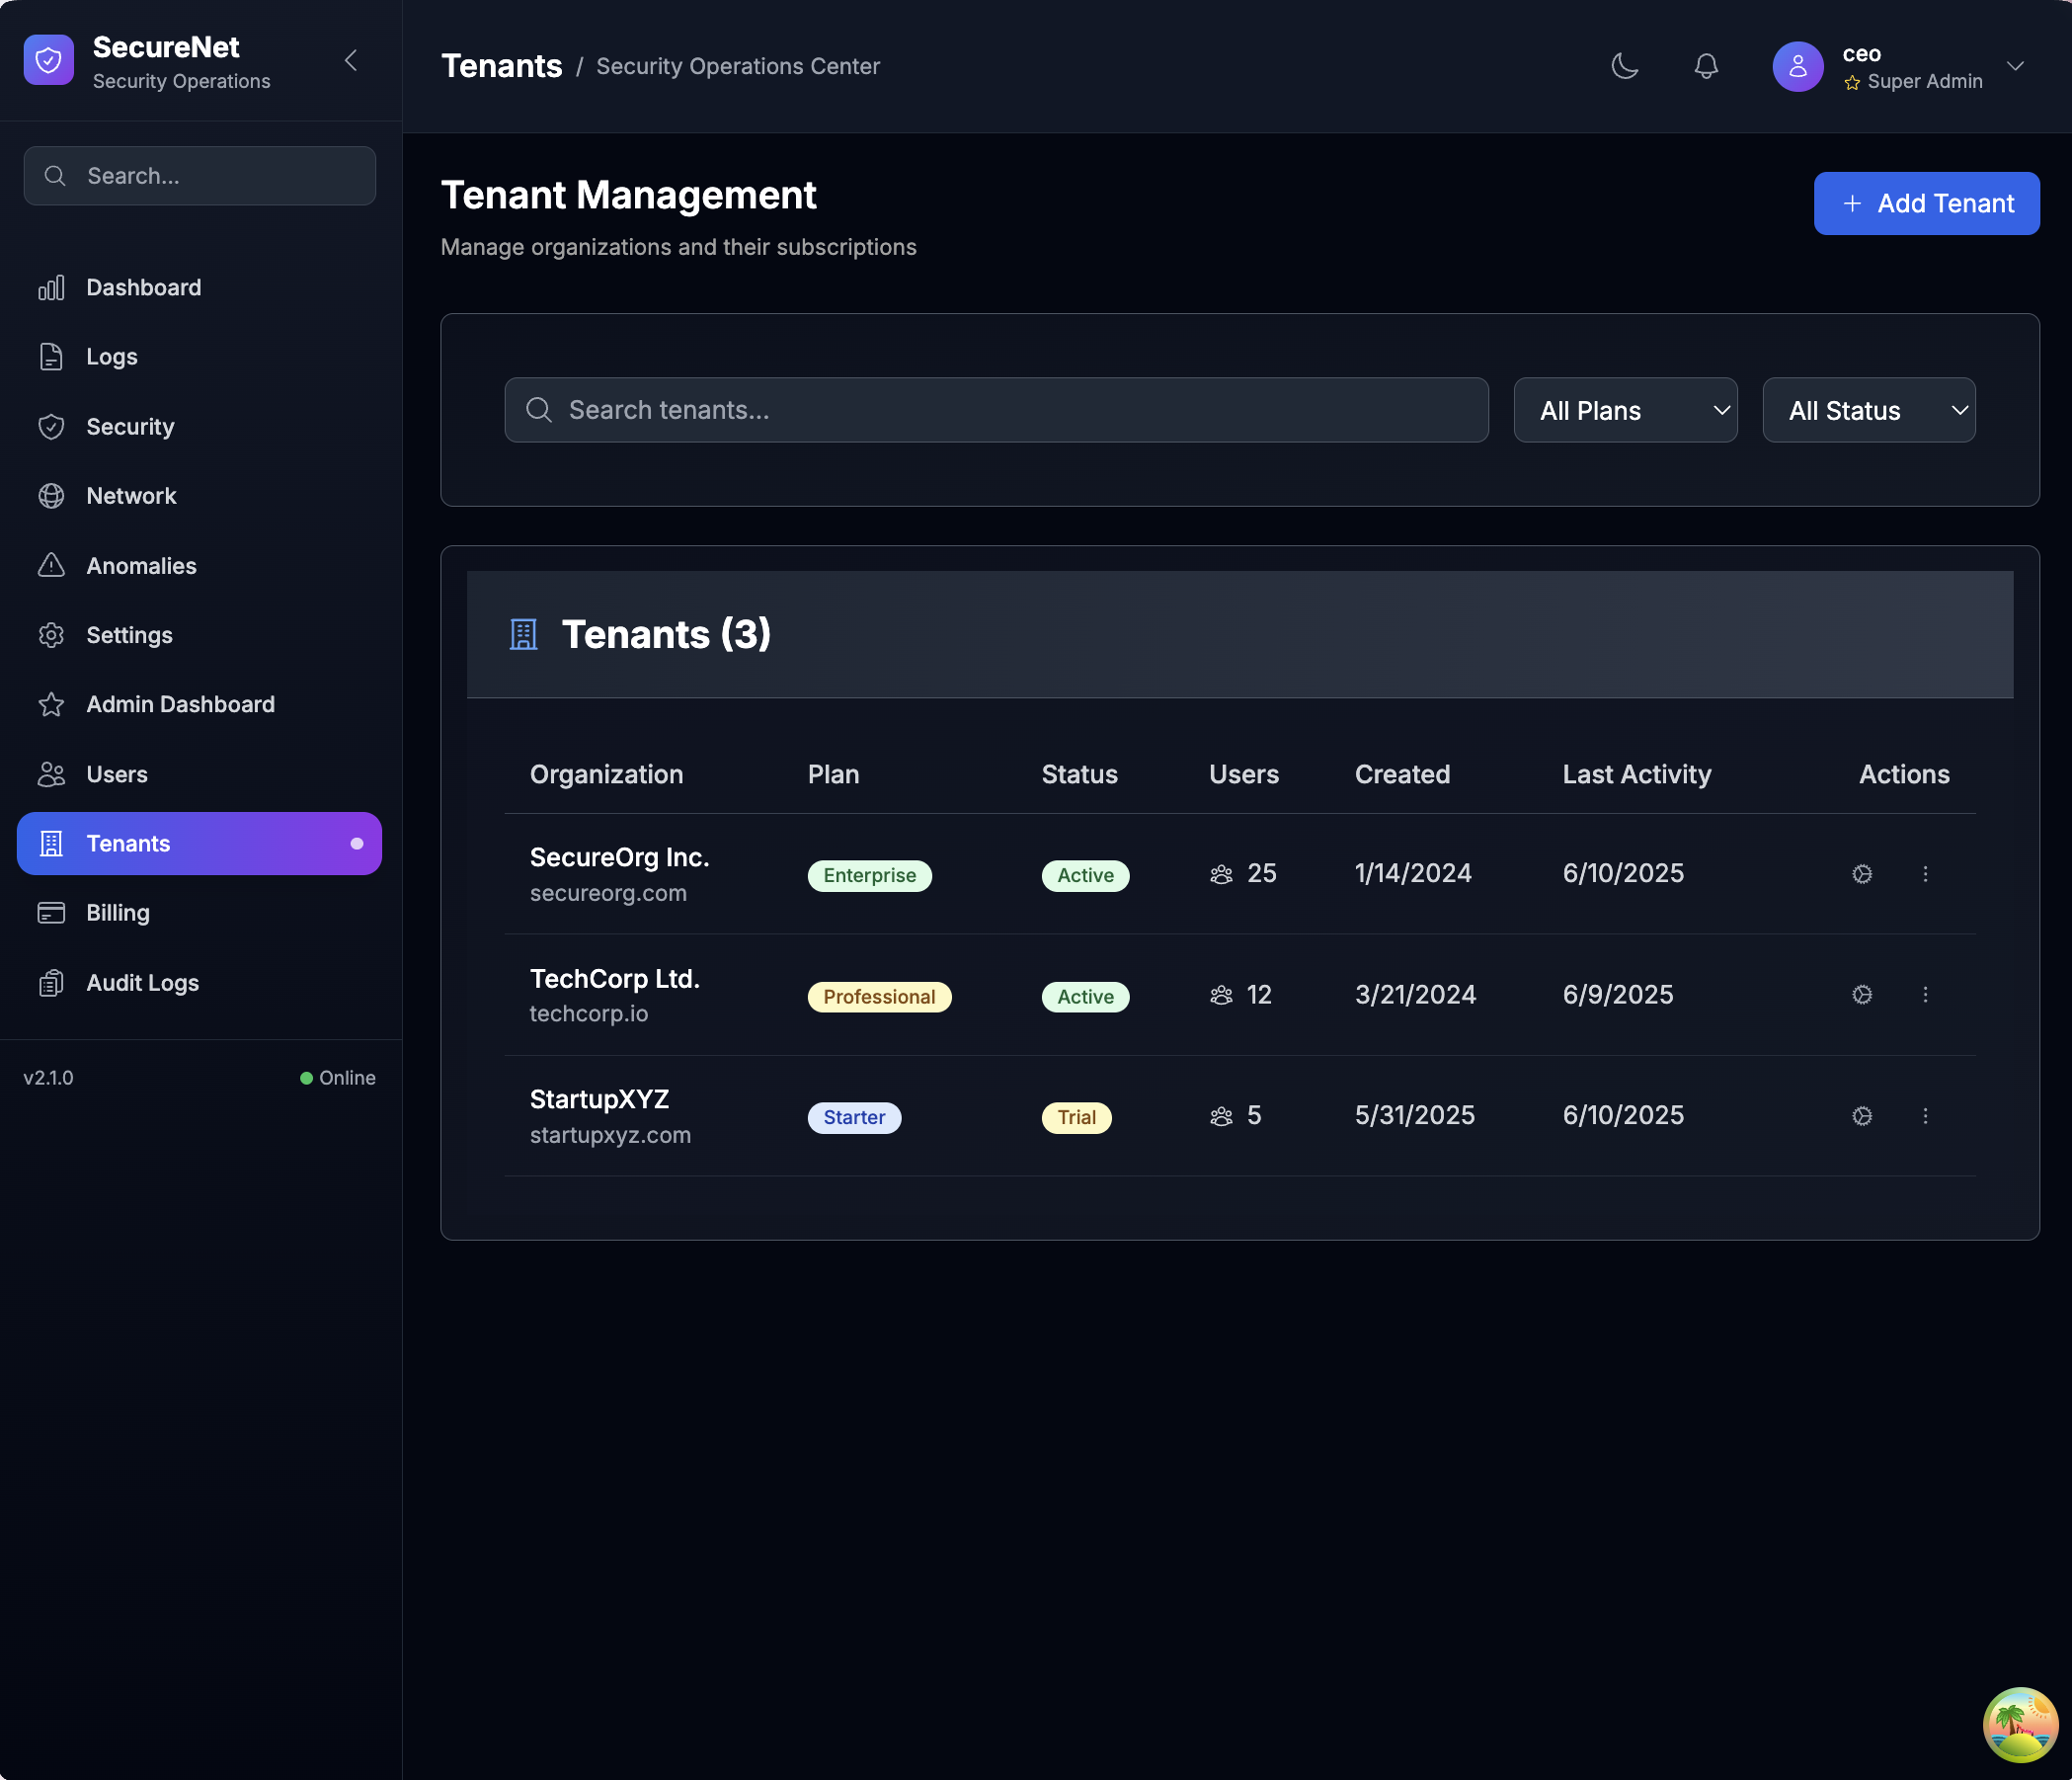 SecureNet
Security Operations
Search...
Dashboard
Logs
Security
Network
Anomalies
Settings
Admin Dashboard
Users
Tenants
Billing
Audit Logs
v2.1.0 Online
Tenants / Security Operations Center
ceo
Super Admin
Tenant Management
Manage organizations and their subscriptions
+ Add Tenant
Search tenants... All Plans All Status
Tenants (3)
Organization Plan Status Users Created Last Activity Actions
SecureOrg Inc.
secureorg.com
Enterprise Active 25 1/14/2024 6/10/2025
TechCorp Ltd.
techcorp.io
Professional Active 12 3/21/2024 6/9/2025
StartupXYZ
startupxyz.com
Starter Trial 5 5/31/2025 6/10/2025